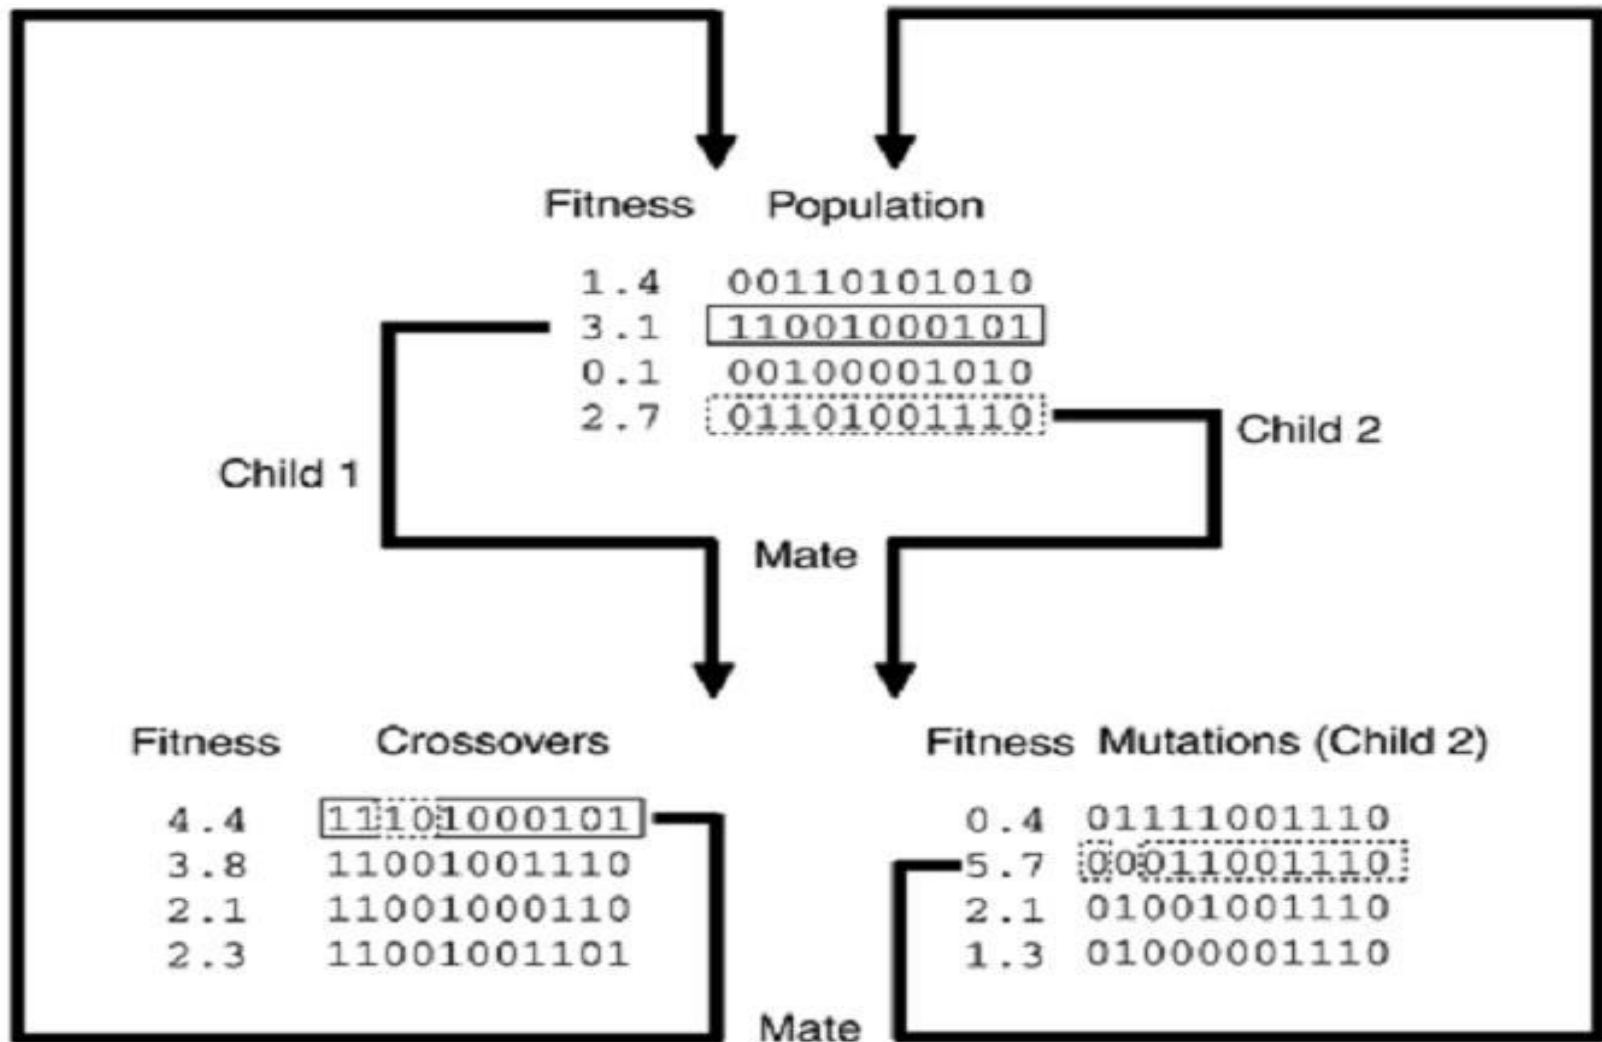 Fitness Population
1.4 00110101010
3.1 11001000101
0.1 00100001010
2.7 01101001110
Child 1
Child 2
Mate
Fitness Crossovers
4.4 11101000101
3.8 11001001110
2.1 11001000110
2.3 11001001101
Fitness Mutations (Child 2)
0.4 01111001110
5.7 00011001110
2.1 01001001110
1.3 01000001110
Mate